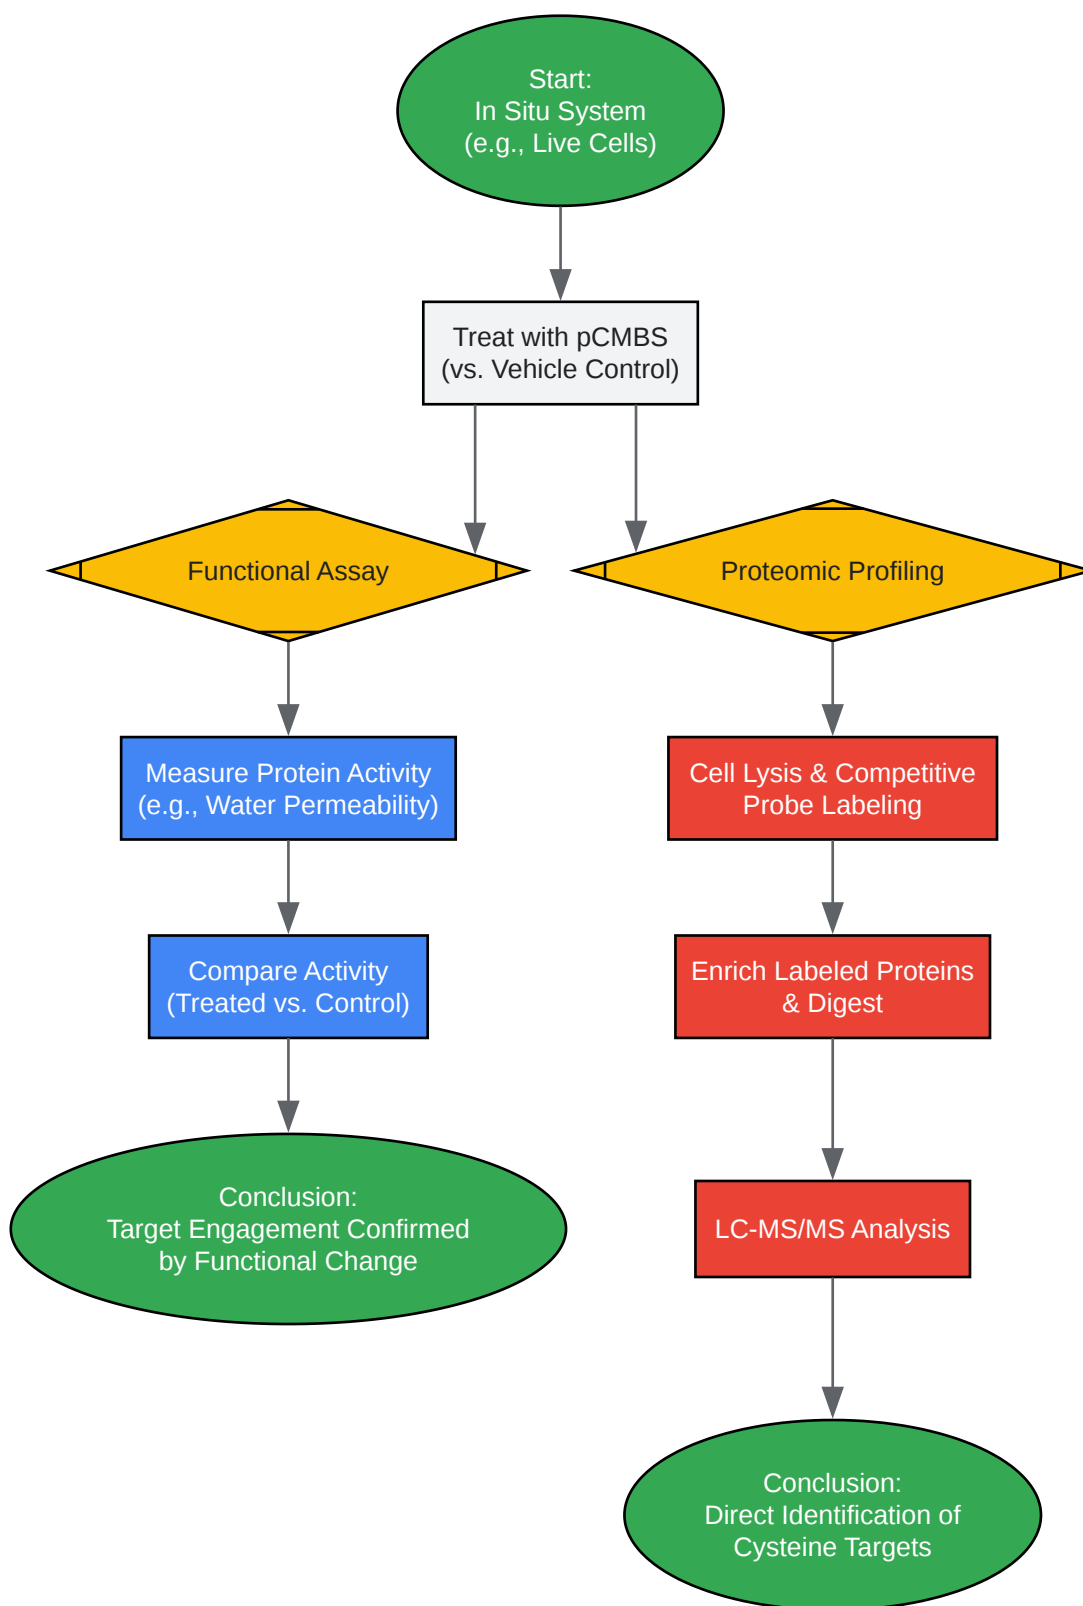 Start:
In Situ System
(e.g., Live Cells)
Treat with pCMBS
(vs. Vehicle Control)
Functional Assay
Proteomic Profiling
Measure Protein Activity
(e.g., Water Permeability)
Cell Lysis & Competitive
Probe Labeling
Compare Activity
(Treated vs. Control)
Enrich Labeled Proteins
& Digest
Conclusion:
Target Engagement Confirmed
by Functional Change
LC-MS/MS Analysis
Conclusion:
Direct Identification of
Cysteine Targets